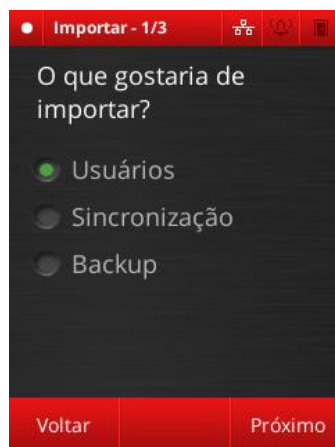 Importar - 1/3
O que gostaria de
importar?
Usuários
Sincronização
Backup
Voltar
Próximo